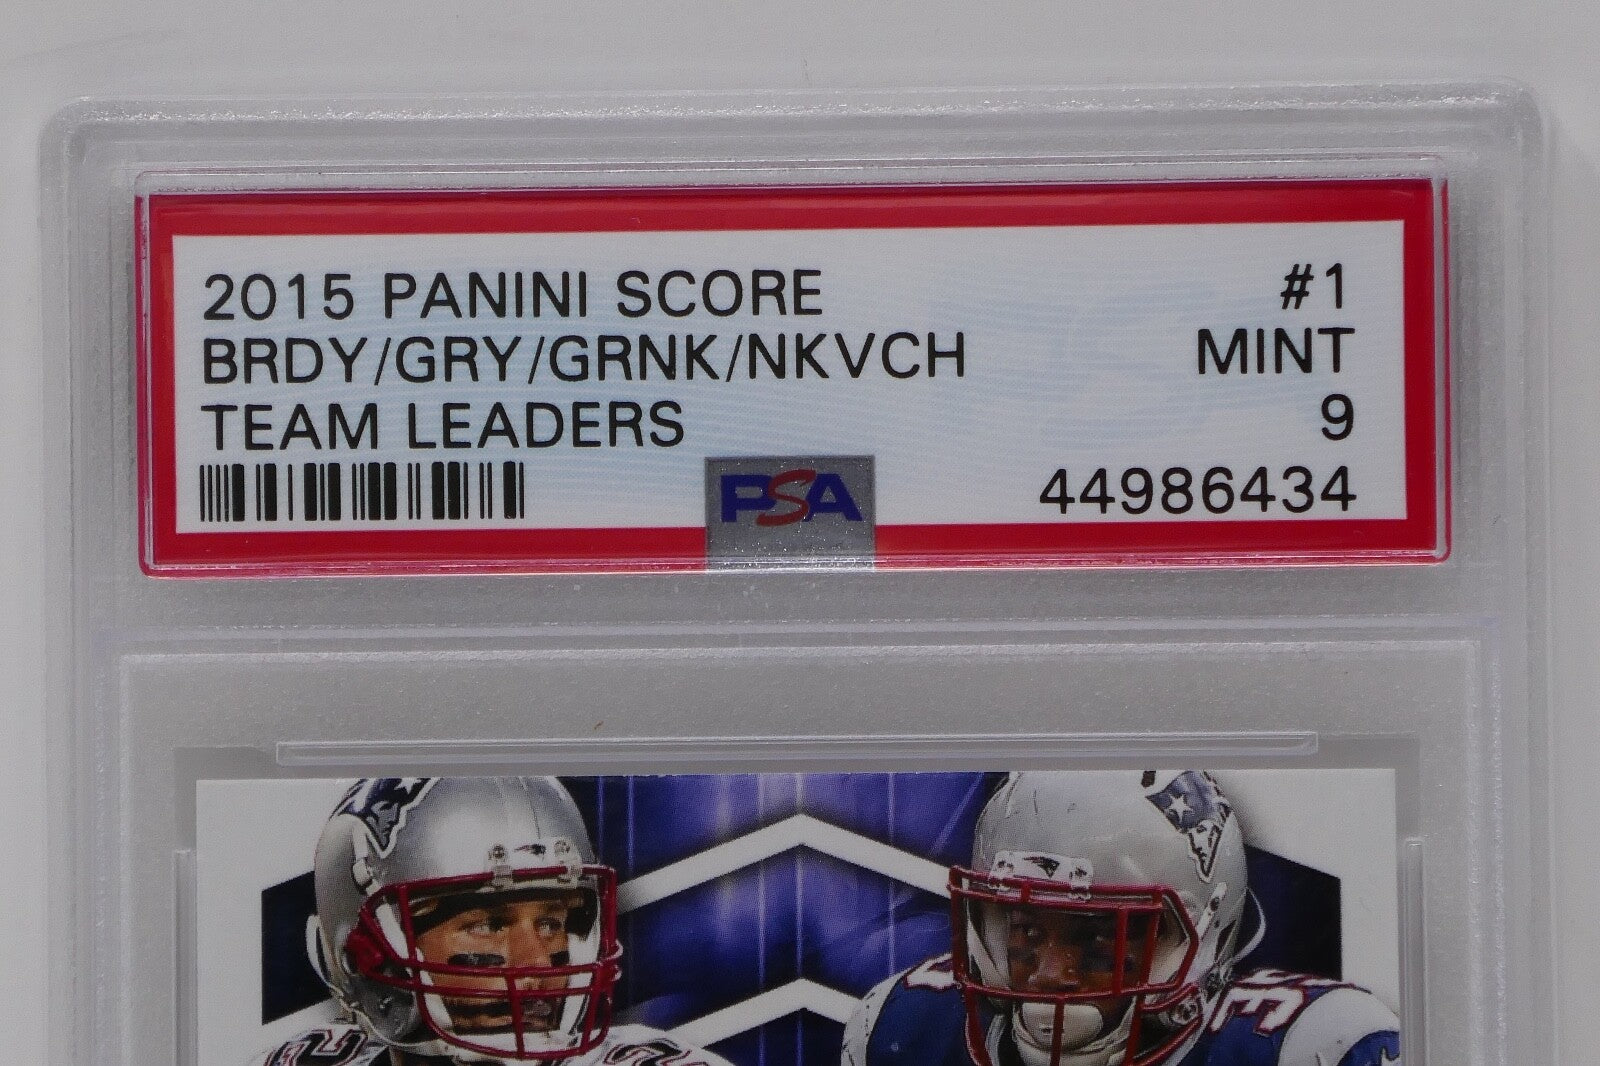 2015 PANINI SCORE #1
BRDY/GRY/GRNK/NKVCH MINT
TEAM LEADERS 9
PSA 44986434